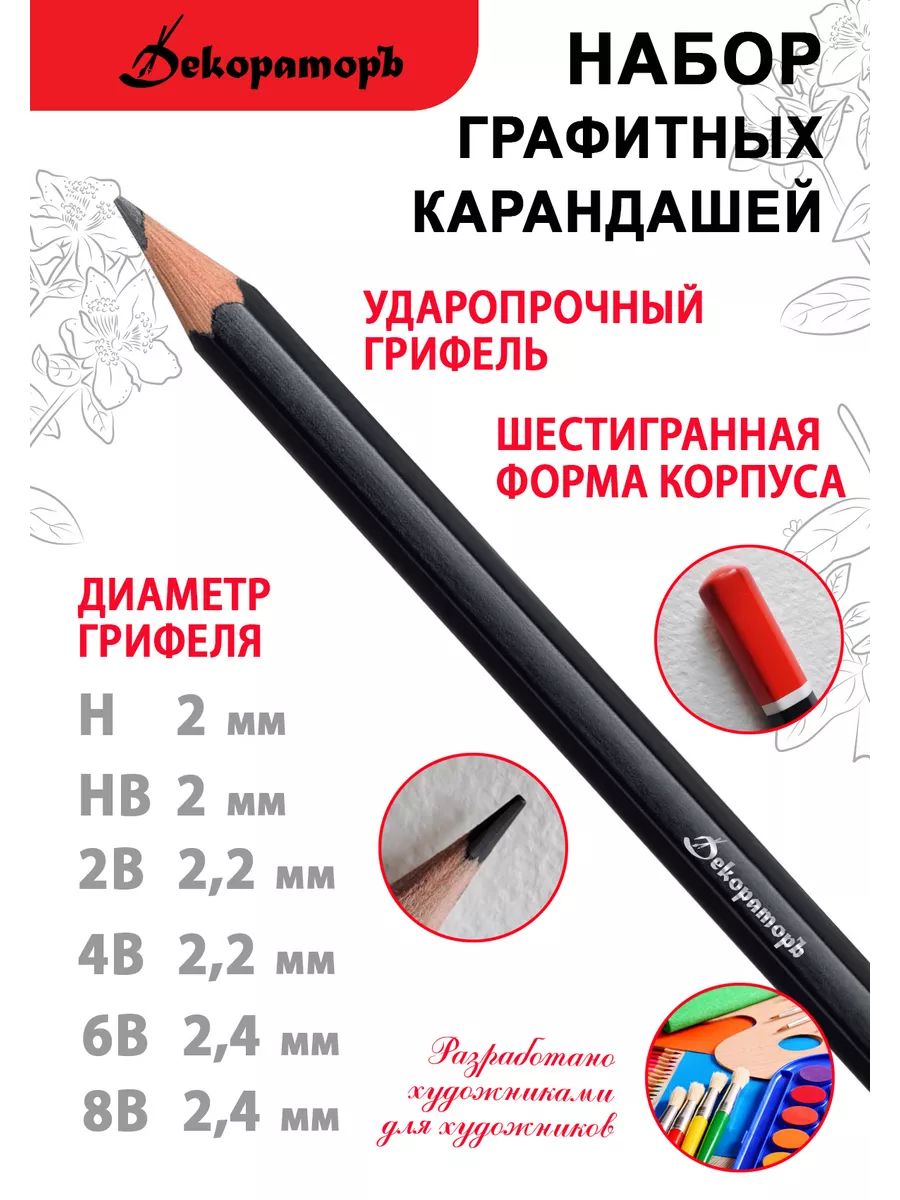 Декораторъ
НАБОР
ГРАФИТНЫХ
КАРАНДАШЕЙ
УДАРОПРОЧНЫЙ
ГРИФЕЛЬ
ШЕСТИГРАННАЯ
ФОРМА КОРПУСА
ДИАМЕТР
ГРИФЕЛЯ
H 2 мм
HB 2 мм
2B 2,2 мм
4B 2,2 мм
6B 2,4 мм
8B 2,4 мм
Декораторъ
Разработано
художниками
для художников